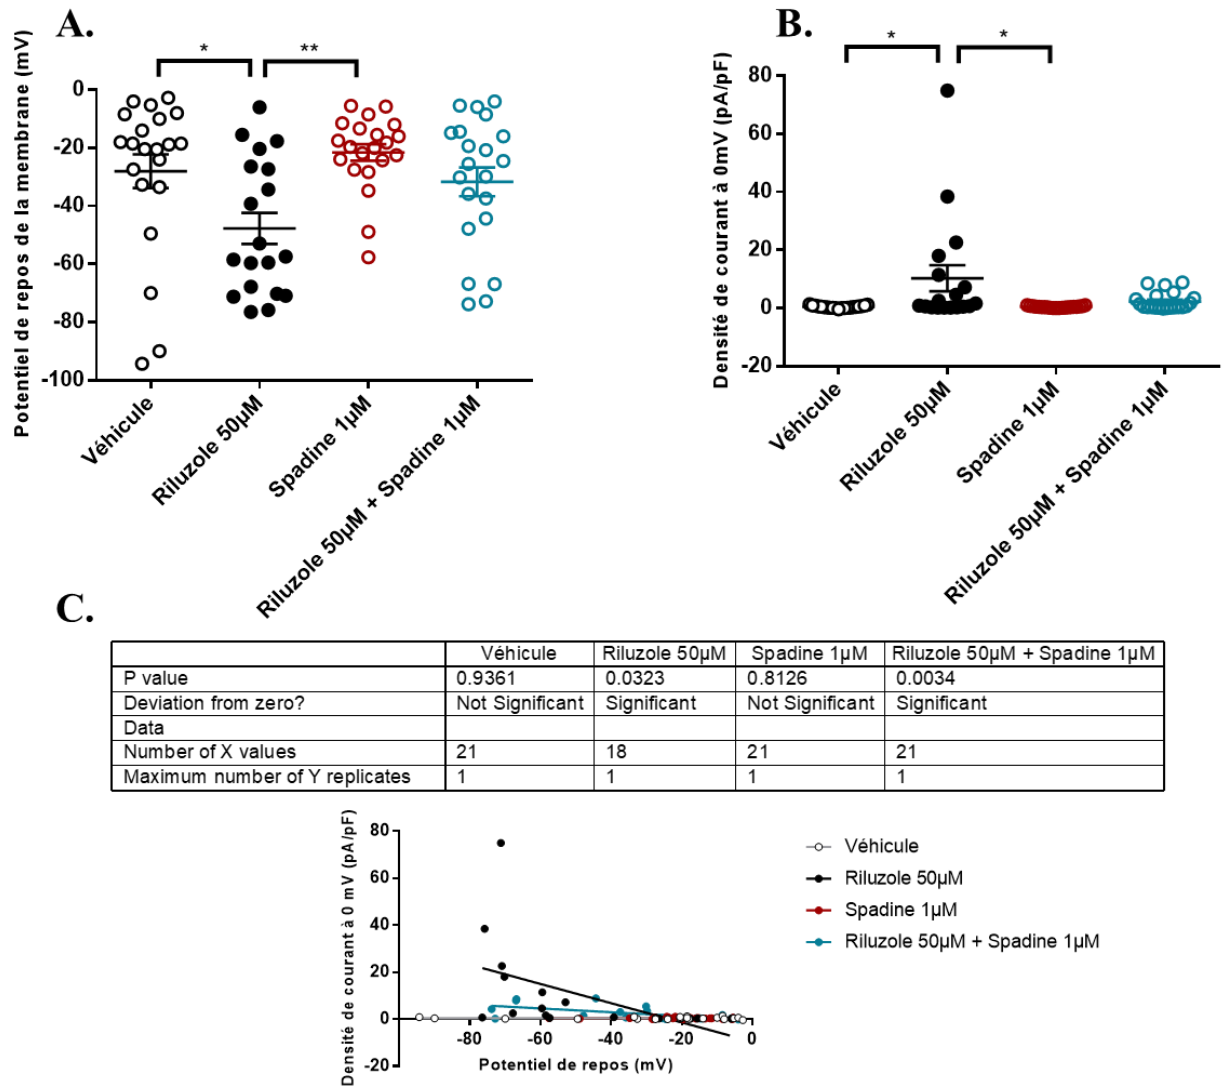 A.
B.
Potentiel de repos de la membrane (mV)
* **
0
-20
-40
-60
-80
-100
Véhicule
Riluzole 50µM
Spadine 1µM
Riluzole 50µM + Spadine 1µM
Densité de courant à 0mV (pA/pF)
* *
80
60
40
20
0
-20
Véhicule
Riluzole 50µM
Spadine 1µM
Riluzole 50µM + Spadine 1µM
C.
Véhicule Riluzole 50µM Spadine 1µM Riluzole 50µM + Spadine 1µM
P value 0.9361 0.0323 0.8126 0.0034
Deviation from zero? Not Significant Significant Not Significant Significant
Data
Number of X values 21 18 21 21
Maximum number of Y replicates 1 1 1 1
Densité de courant à 0 mV (pA/pF)
80
60
40
20
0
-20
-80 -60 -40 -20 0
Potentiel de repos (mV)
Véhicule
Riluzole 50µM
Spadine 1µM
Riluzole 50µM + Spadine 1µM